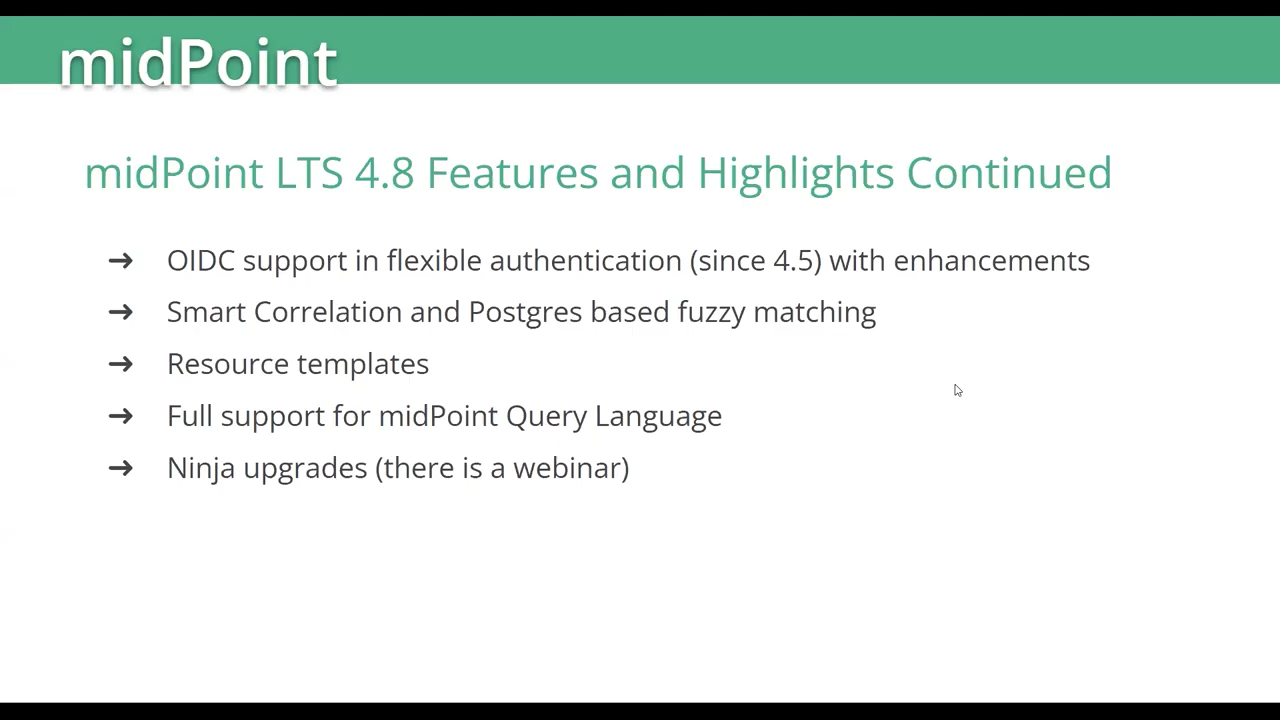 midPoint
midPoint LTS 4.8 Features and Highlights Continued
➔ OIDC support in flexible authentication (since 4.5) with enhancements
➔ Smart Correlation and Postgres based fuzzy matching
➔ Resource templates
➔ Full support for midPoint Query Language
➔ Ninja upgrades (there is a webinar)